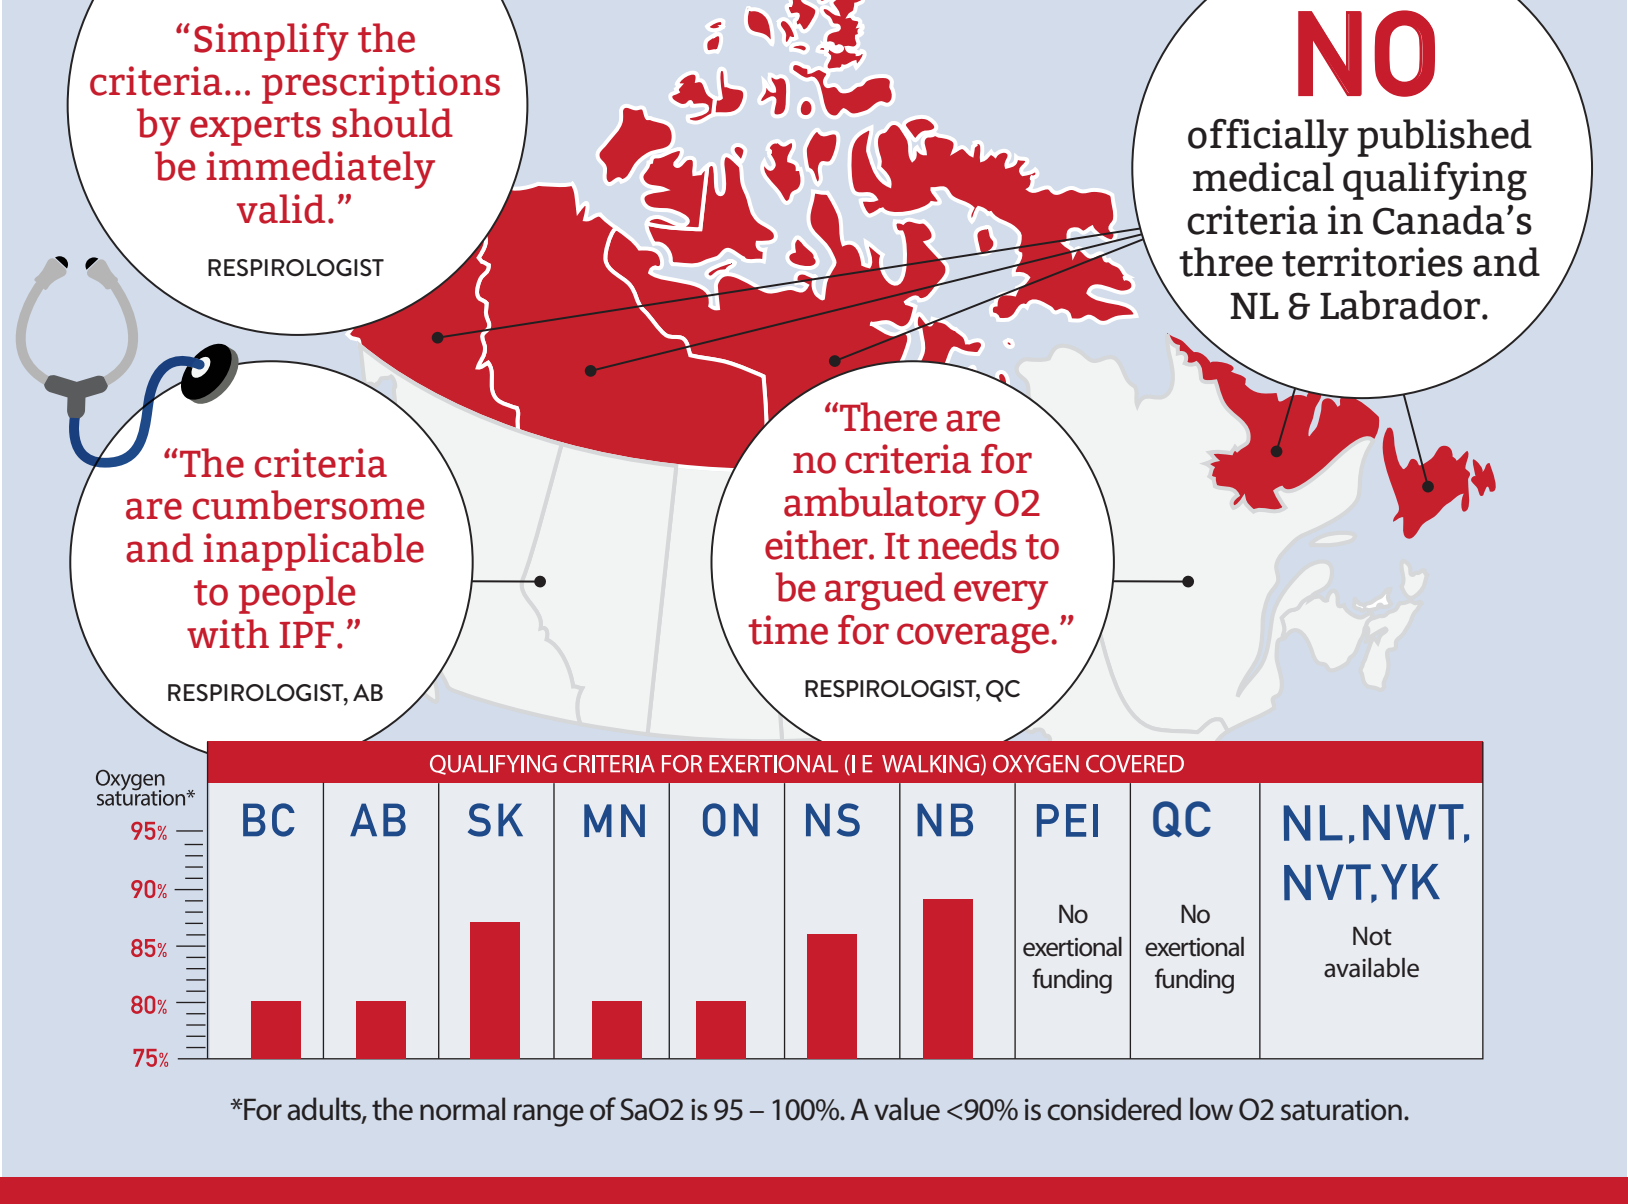 “Simplify the
criteria... prescriptions
by experts should
be immediately
valid.”
RESPIROLOGIST
NO
officially published
medical qualifying
criteria in Canada’s
three territories and
NL & Labrador.
“The criteria
are cumbersome
and inapplicable
to people
with IPF.”
RESPIROLOGIST, AB
“There are
no criteria for
ambulatory O2
either. It needs to
be argued every
time for coverage.”
RESPIROLOGIST, QC
QUALIFYING CRITERIA FOR EXERTIONAL (I E WALKING) OXYGEN COVERED
Oxygen
saturation*
95%
90%
85%
80%
75%
BC
AB
SK
MN
ON
NS
NB
PEI
No
exertional
funding
QC
No
exertional
funding
NL, NWT,
NVT, YK
Not
available
*For adults, the normal range of SaO2 is 95 – 100%. A value <90% is considered low O2 saturation.